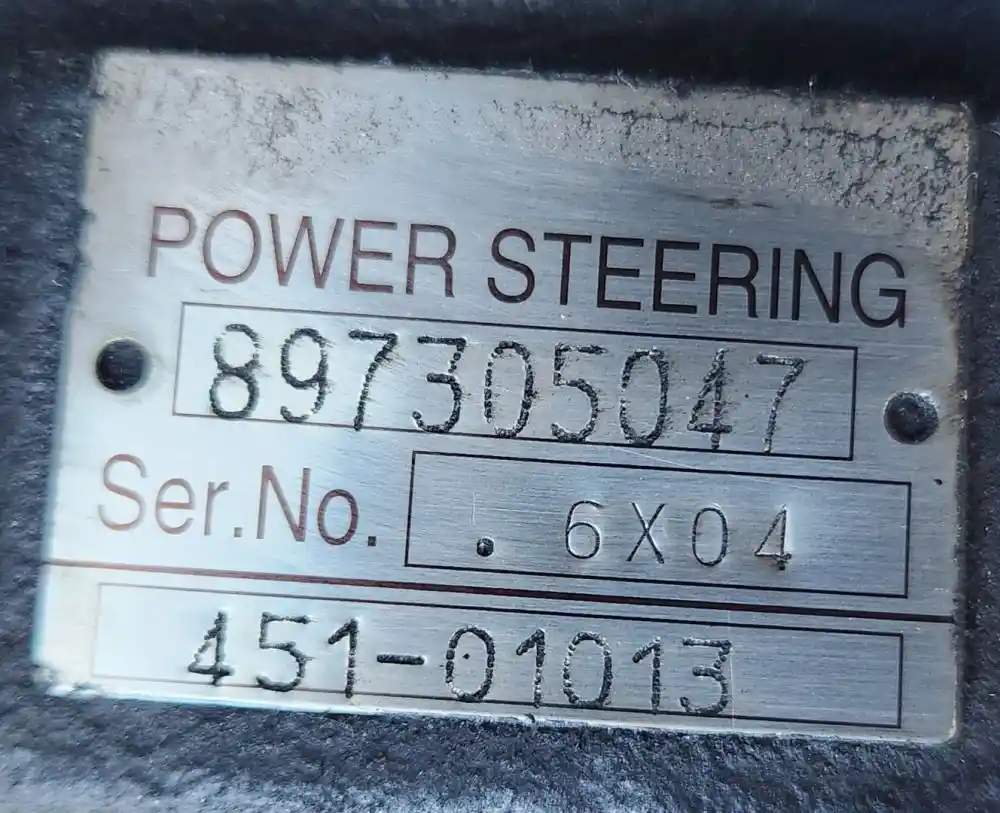 POWER STEERING
897305047
Ser.No. . 6X04
451-01013